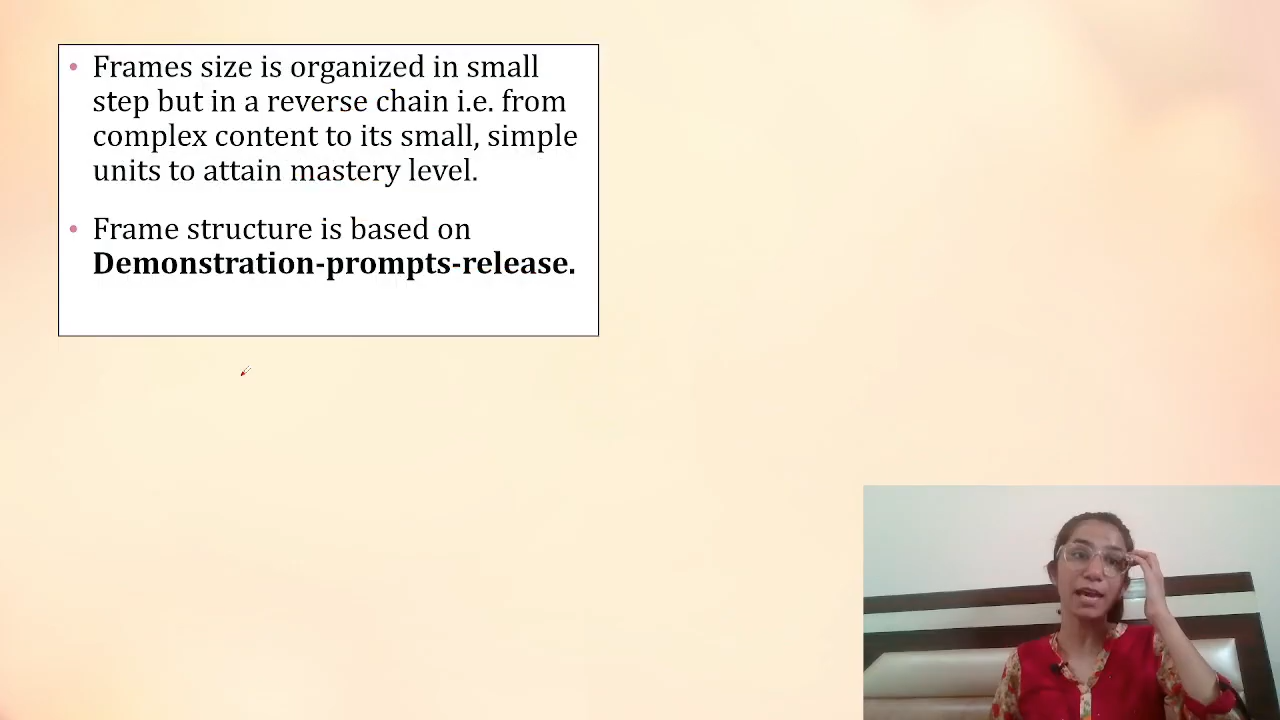 Frames size is organized in small
step but in a reverse chain i.e. from
complex content to its small, simple
units to attain mastery level.
Frame structure is based on
Demonstration-prompts-release.